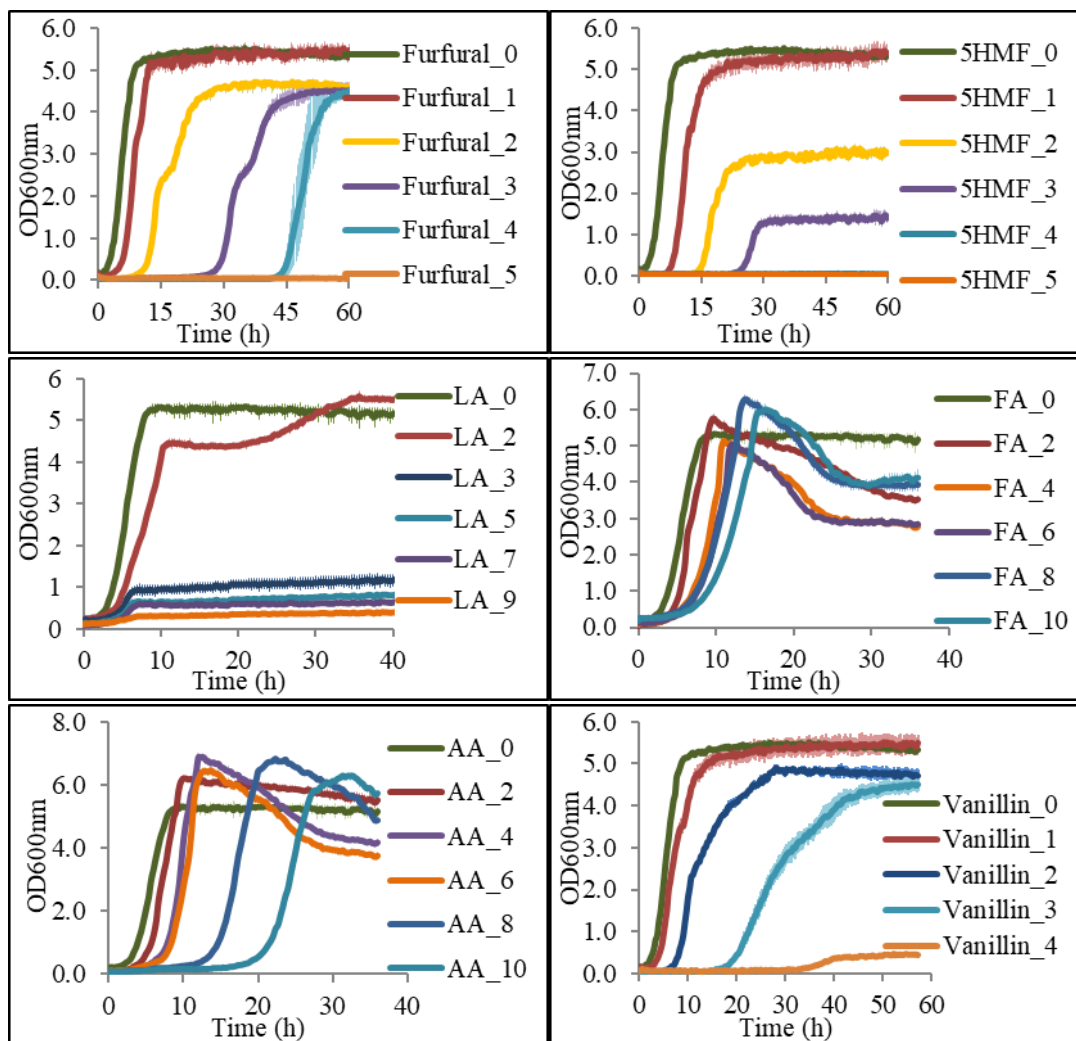 6.0
5.0
4.0
3.0
2.0
1.0
0.0
OD600nm
0 15 30 45 60
Time (h)
Furfural_0
Furfural_1
Furfural_2
Furfural_3
Furfural_4
Furfural_5
6.0
5.0
4.0
3.0
2.0
1.0
0.0
OD600nm
0 15 30 45 60
Time (h)
5HMF_0
5HMF_1
5HMF_2
5HMF_3
5HMF_4
5HMF_5
6
5
4
3
2
1
0
OD600nm
0 10 20 30 40
Time (h)
LA_0
LA_2
LA_3
LA_5
LA_7
LA_9
7.0
6.0
5.0
4.0
3.0
2.0
1.0
0.0
OD600nm
0 10 20 30 40
Time (h)
FA_0
FA_2
FA_4
FA_6
FA_8
FA_10
8.0
6.0
4.0
2.0
0.0
OD600nm
0 10 20 30 40
Time (h)
AA_0
AA_2
AA_4
AA_6
AA_8
AA_10
6.0
5.0
4.0
3.0
2.0
1.0
0.0
OD600nm
0 10 20 30 40 50 60
Time (h)
Vanillin_0
Vanillin_1
Vanillin_2
Vanillin_3
Vanillin_4